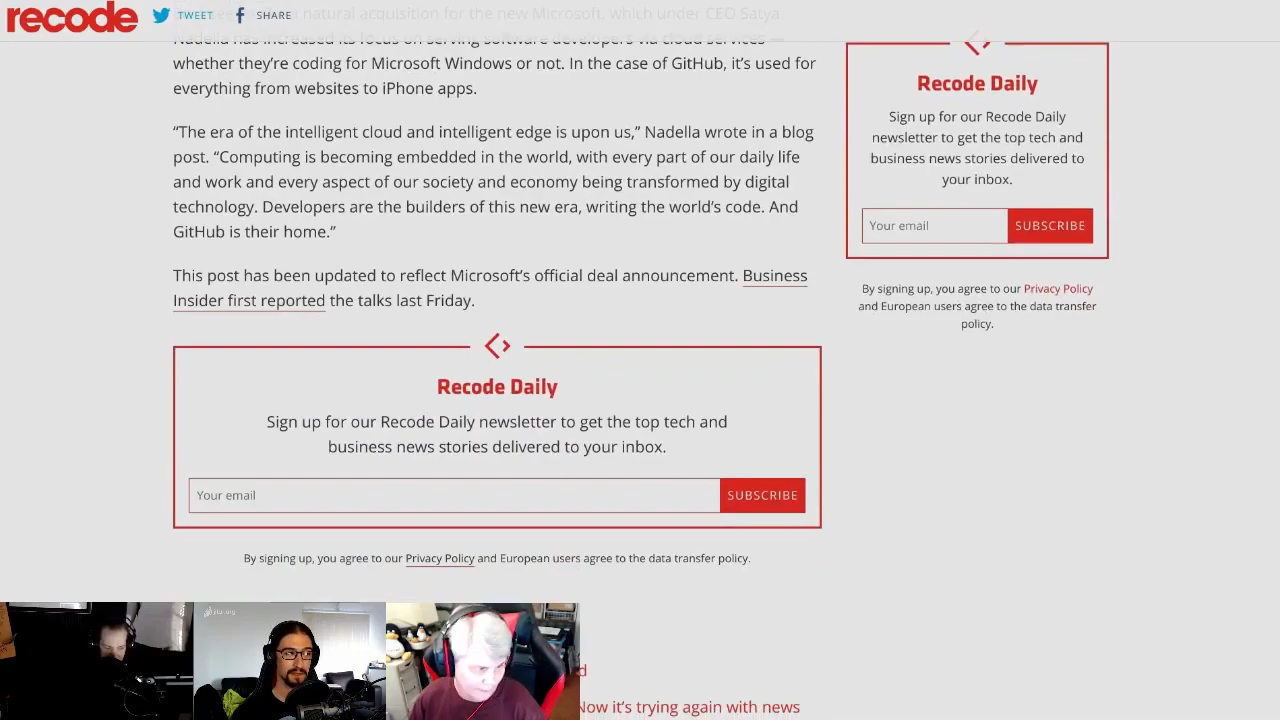 recode
TWEET
SHARE
natural acquisition for the new Microsoft, which under CEO Satya
Nadella has increased its focus on serving software developers via cloud services —
whether they’re coding for Microsoft Windows or not. In the case of GitHub, it’s used for
everything from websites to iPhone apps.
“The era of the intelligent cloud and intelligent edge is upon us,” Nadella wrote in a blog
post. “Computing is becoming embedded in the world, with every part of our daily life
and work and every aspect of our society and economy being transformed by digital
technology. Developers are the builders of this new era, writing the world’s code. And
GitHub is their home.”
This post has been updated to reflect Microsoft’s official deal announcement. Business
Insider first reported the talks last Friday.
Recode Daily
Sign up for our Recode Daily newsletter to get the top tech and
business news stories delivered to your inbox.
Your email
SUBSCRIBE
By signing up, you agree to our Privacy Policy and European users agree to the data transfer policy.
Now it’s trying again with news
Recode Daily
Sign up for our Recode Daily
newsletter to get the top tech and
business news stories delivered to
your inbox.
Your email
SUBSCRIBE
By signing up, you agree to our Privacy Policy
and European users agree to the data transfer
policy.